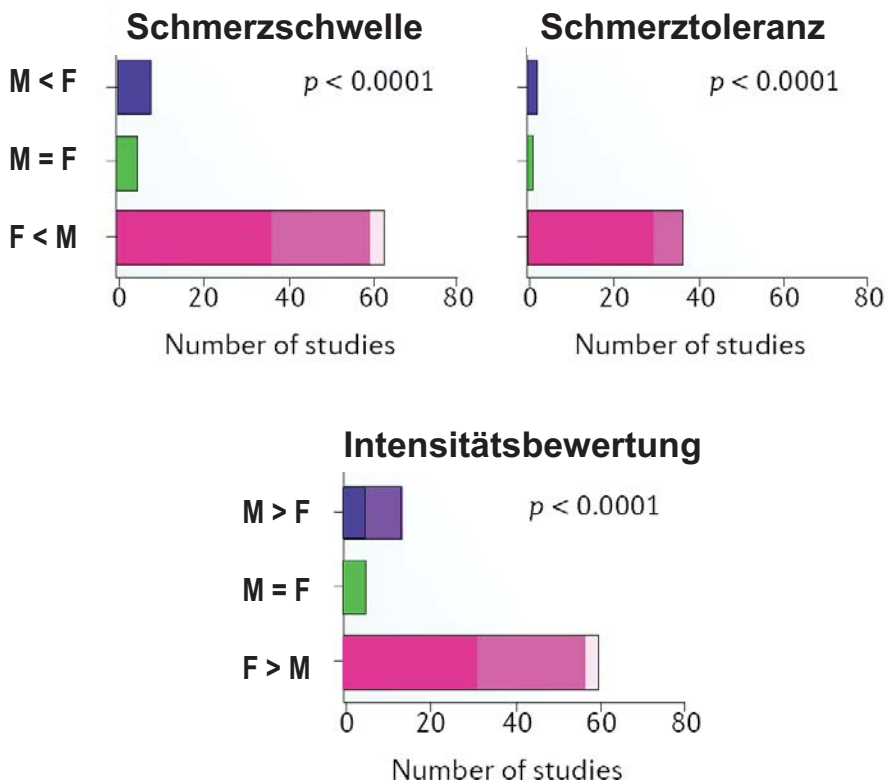 Schmerzschwelle
M < F
p < 0.0001
M = F
F < M
0 20 40 60 80
Number of studies
Schmerztoleranz
p < 0.0001
0 20 40 60 80
Number of studies
Intensitätsbewertung
M > F
p < 0.0001
M = F
F > M
0 20 40 60 80
Number of studies